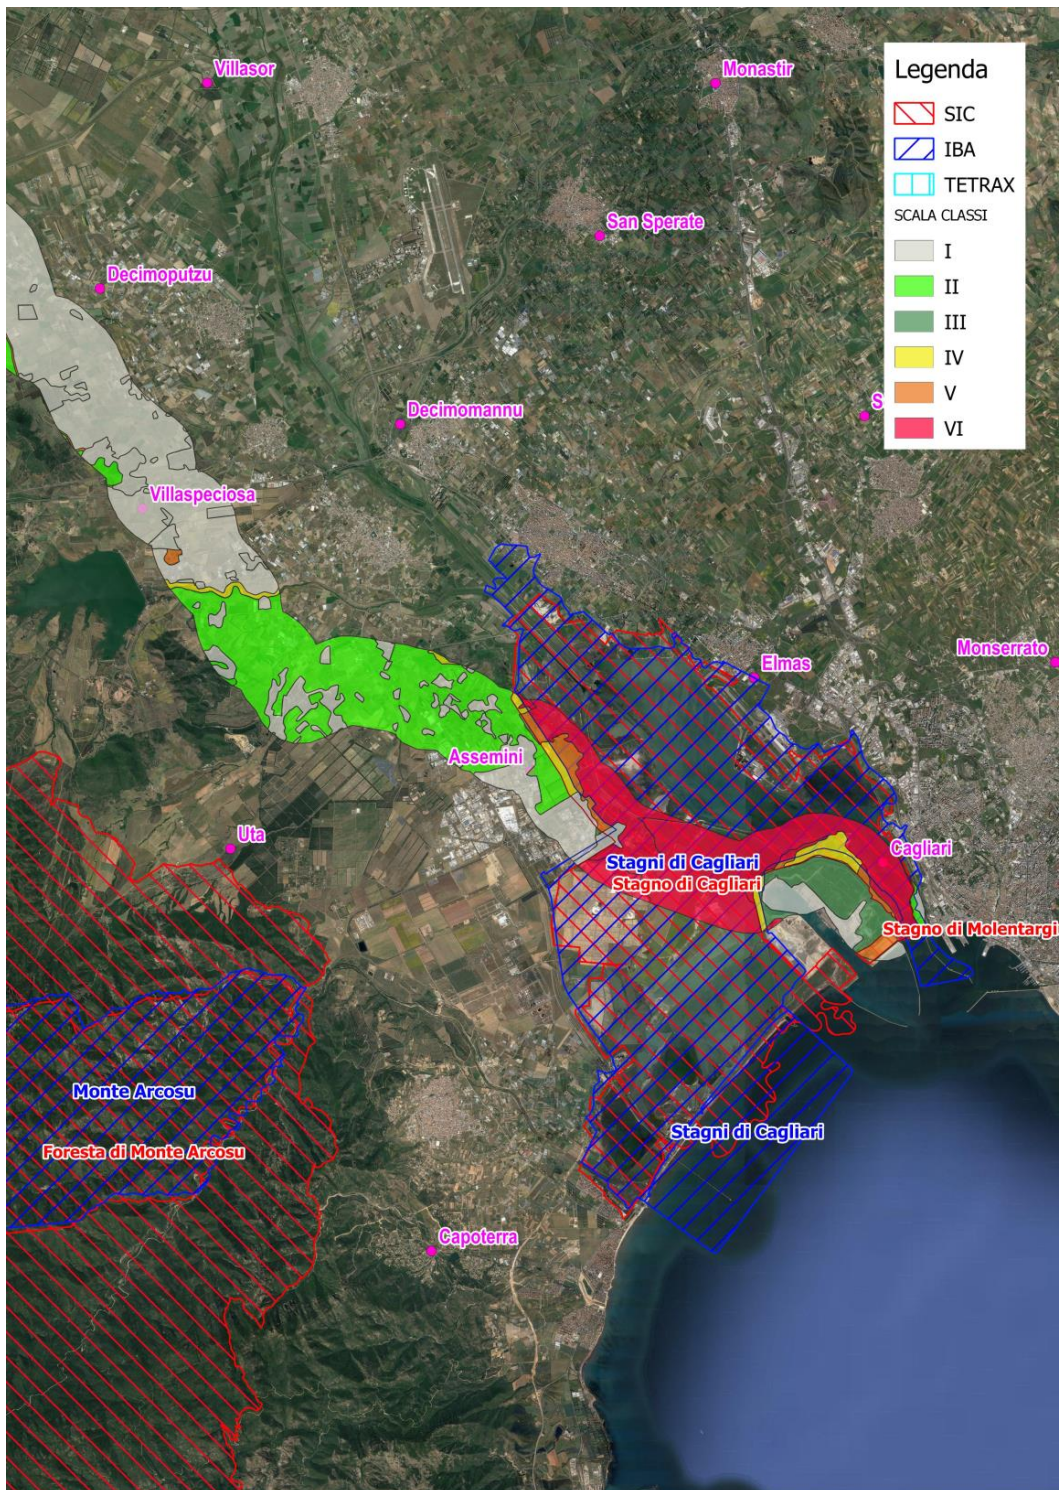 Villasor
Monastir
Legenda
SIC
IBA
TETRAX
SCALA CLASSI
I
II
III
IV
V
VI
San Sperate
Decimoputzu
Decimomannu
S
Villaspeciosa
Monserrato
Elmas
Assemini
Uta
Cagliari
Stagni di Cagliari
Stagno di Cagliari
Stagno di Molentargi
Monte Arcosu
Stagni di Cagliari
Foresta di Monte Arcosu
Capoterra